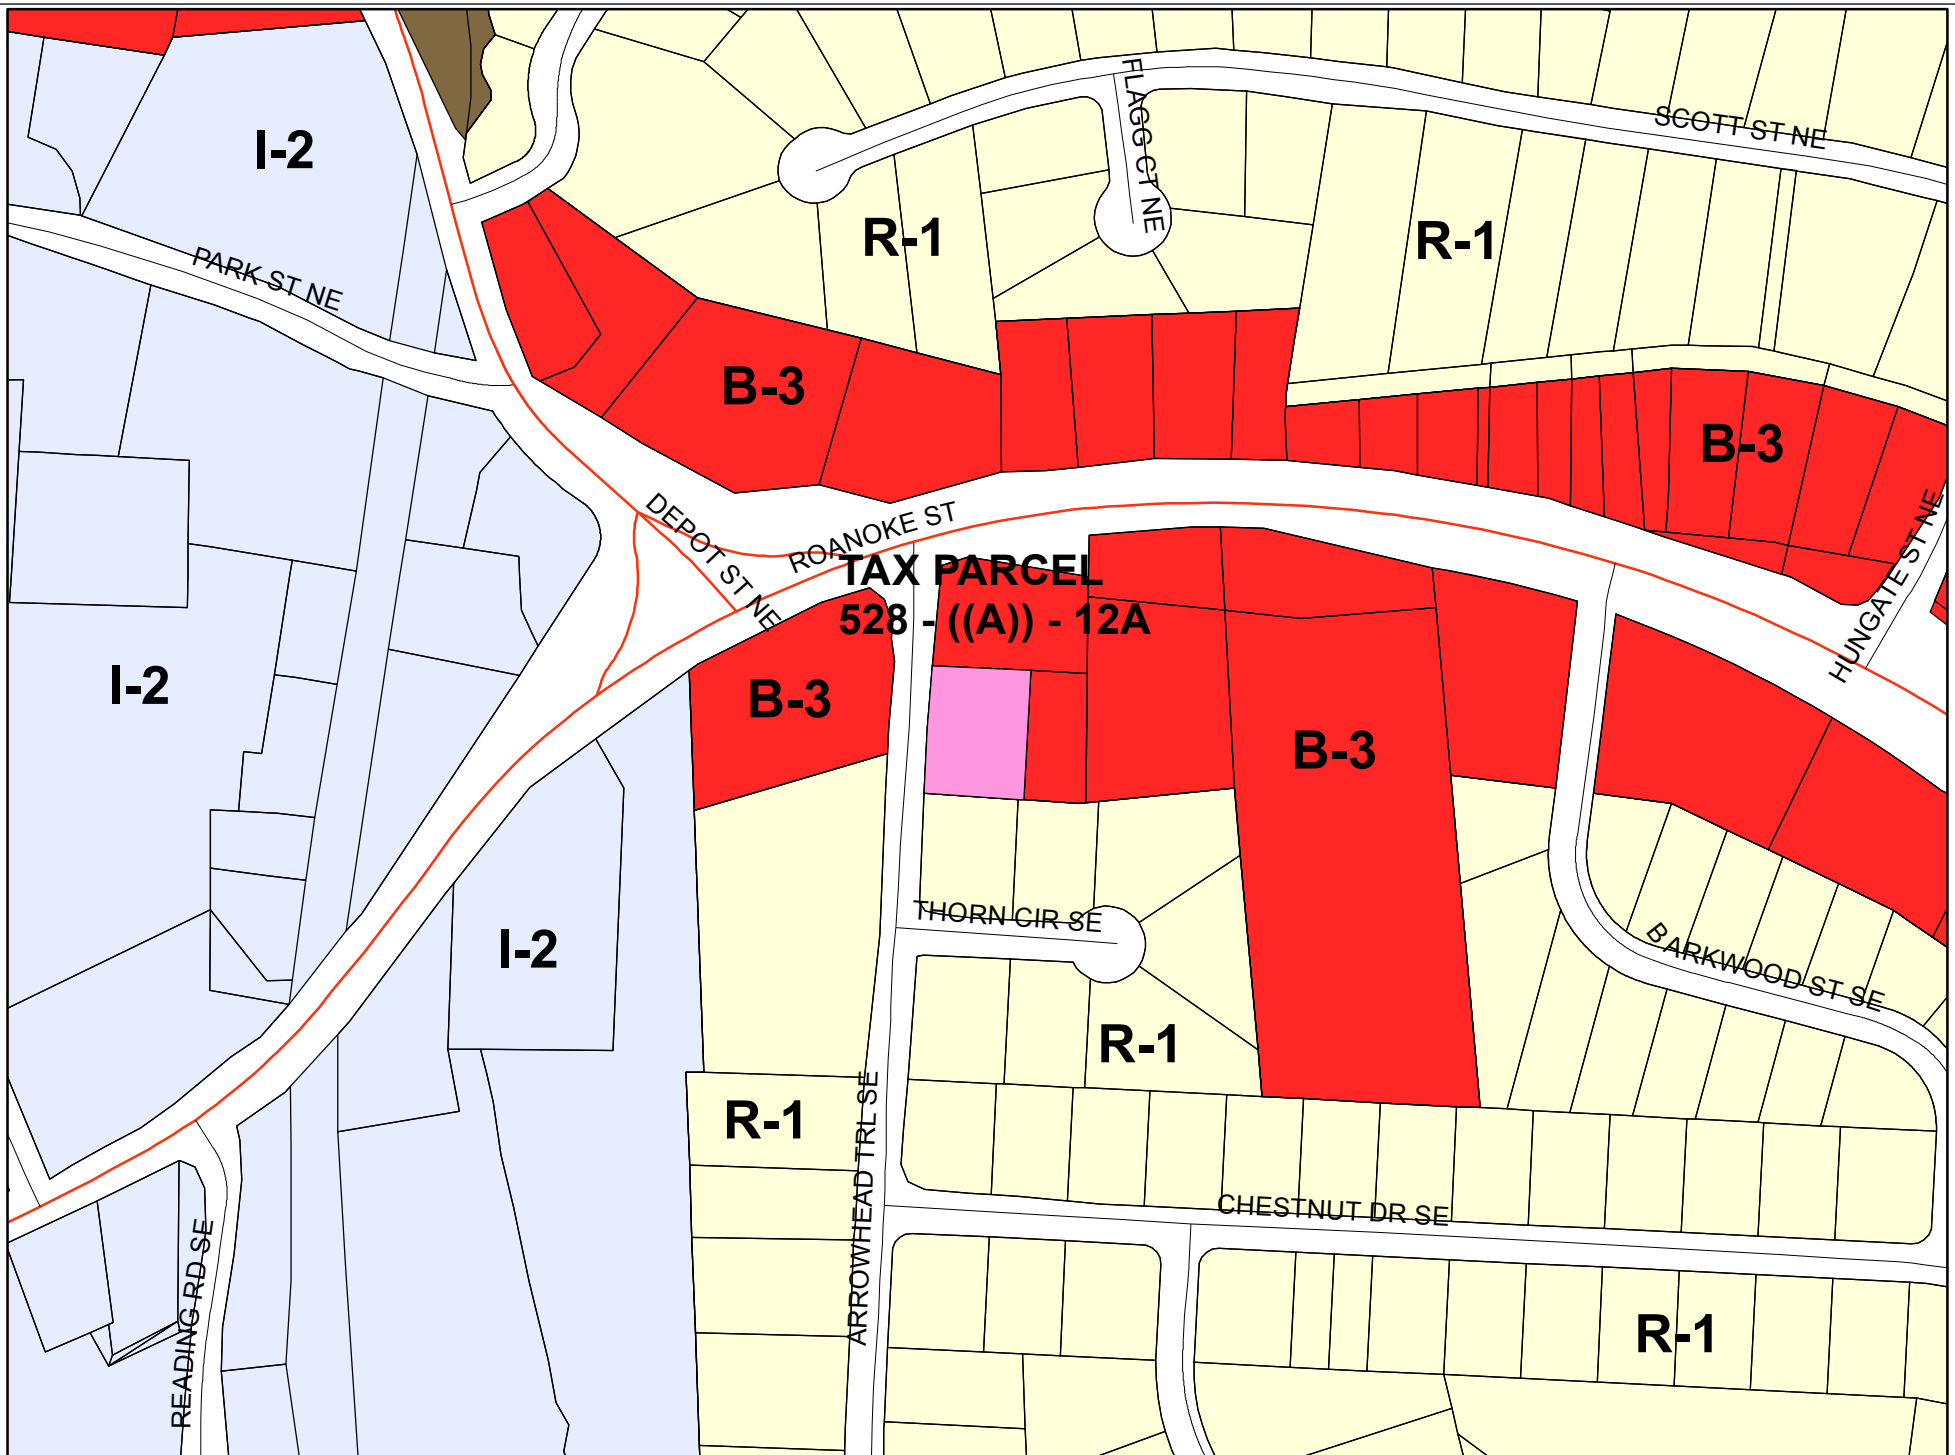 I-2
FLAGG CT NE
SCOTT ST NE
R-1
R-1
PARK ST NE
B-3
B-3
DEPOT ST NE
ROANOKE ST
TAX PARCEL
528 - ((A)) - 12A
HUNGATE ST NE
I-2
B-3
B-3
THORN CIR SE
I-2
BARKWOOD ST SE
R-1
R-1
ARROWHEAD TRL SE
CHESTNUT DR SE
READING RD SE
R-1